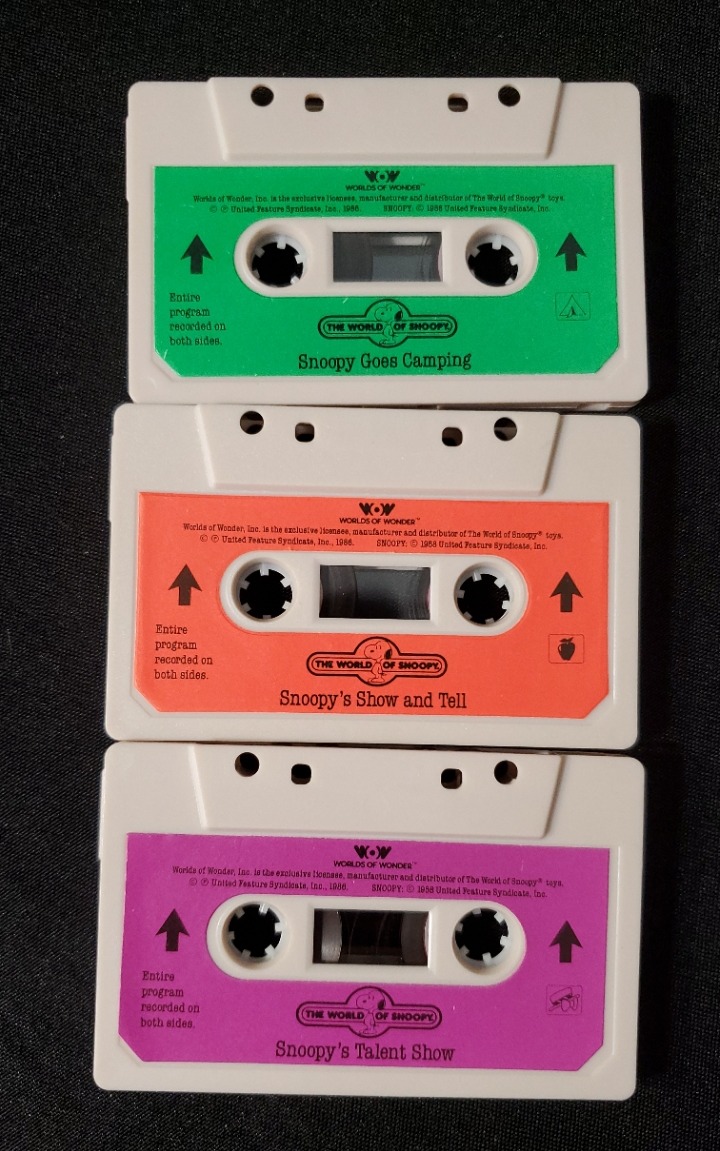 WOW
WORLDS OF WONDER™
Worlds of Wonder, Inc. is the exclusive licensee, manufacturer and distributor of The World of Snoopy® toys.
© ℗ United Feature Syndicate, Inc., 1986. SNOOPY: © 1958 United Feature Syndicate, Inc.
Entire
program
recorded on
both sides.
THE WORLD OF SNOOPY
Snoopy Goes Camping
WOW
WORLDS OF WONDER™
Worlds of Wonder, Inc. is the exclusive licensee, manufacturer and distributor of The World of Snoopy® toys.
© ℗ United Feature Syndicate, Inc., 1986. SNOOPY: © 1958 United Feature Syndicate, Inc.
Entire
program
recorded on
both sides.
THE WORLD OF SNOOPY
Snoopy's Show and Tell
WOW
WORLDS OF WONDER™
Worlds of Wonder, Inc. is the exclusive licensee, manufacturer and distributor of The World of Snoopy® toys.
© ℗ United Feature Syndicate, Inc., 1986. SNOOPY: © 1958 United Feature Syndicate, Inc.
Entire
program
recorded on
both sides.
THE WORLD OF SNOOPY
Snoopy's Talent Show